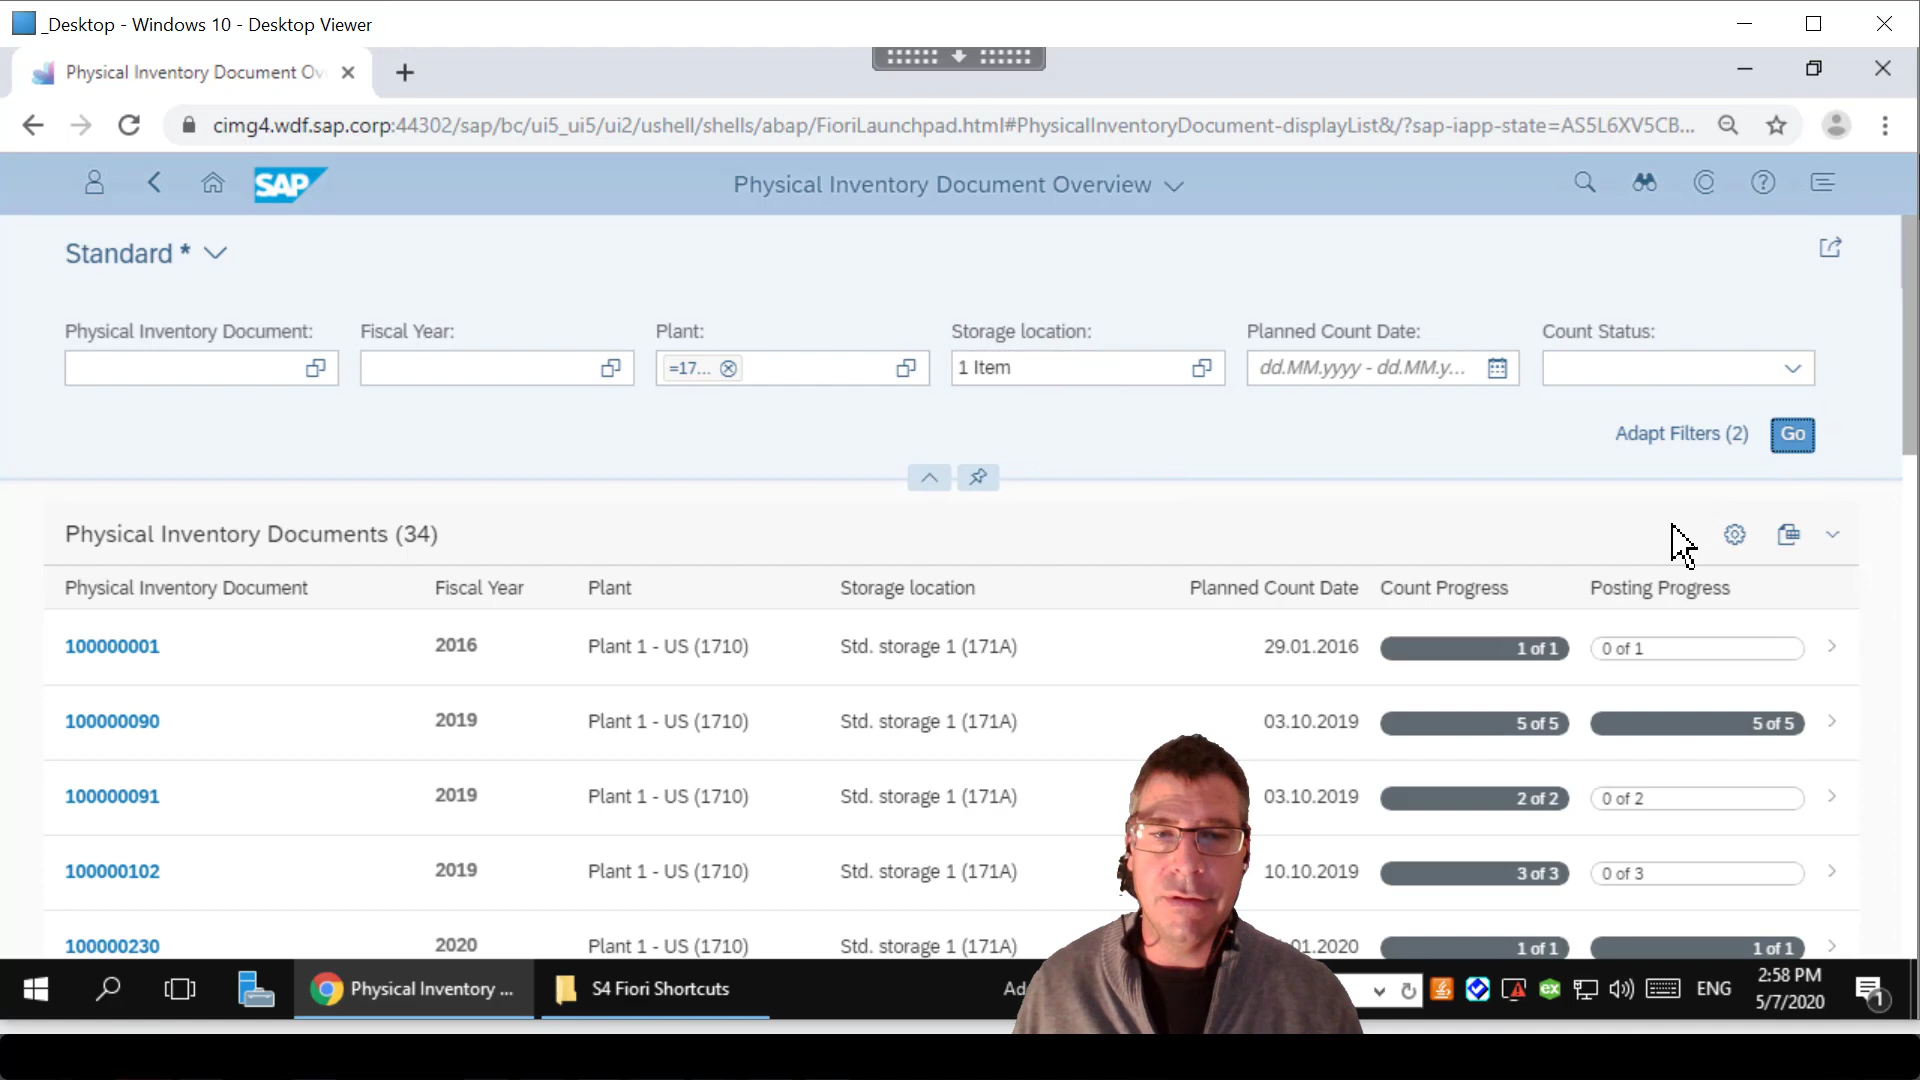 _Desktop - Windows 10 - Desktop Viewer
Physical Inventory Document Ov
cimg4.wdf.sap.corp:44302/sap/bc/ui5_ui5/ui2/ushell/shells/abap/FioriLaunchpad.html#PhysicalInventoryDocument-displayList&/?sap-iapp-state=AS5L6XV5CB...
SAP
Physical Inventory Document Overview
Standard *
Physical Inventory Document: Fiscal Year: Plant: Storage location: Planned Count Date: Count Status:
=17... 1 Item dd.MM.yyyy - dd.MM.y...
Adapt Filters (2) Go
Physical Inventory Documents (34)
Physical Inventory Document Fiscal Year Plant Storage location Planned Count Date Count Progress Posting Progress
100000001 2016 Plant 1 - US (1710) Std. storage 1 (171A) 29.01.2016 1 of 1 0 of 1
100000090 2019 Plant 1 - US (1710) Std. storage 1 (171A) 03.10.2019 5 of 5 5 of 5
100000091 2019 Plant 1 - US (1710) Std. storage 1 (171A) 03.10.2019 2 of 2 0 of 2
100000102 2019 Plant 1 - US (1710) Std. storage 1 (171A) 10.10.2019 3 of 3 0 of 3
100000230 2020 Plant 1 - US (1710) Std. storage 1 (171A) 01.2020 1 of 1 1 of 1
Physical Inventory ... S4 Fiori Shortcuts Ad ex ENG 2:58 PM
5/7/2020 1